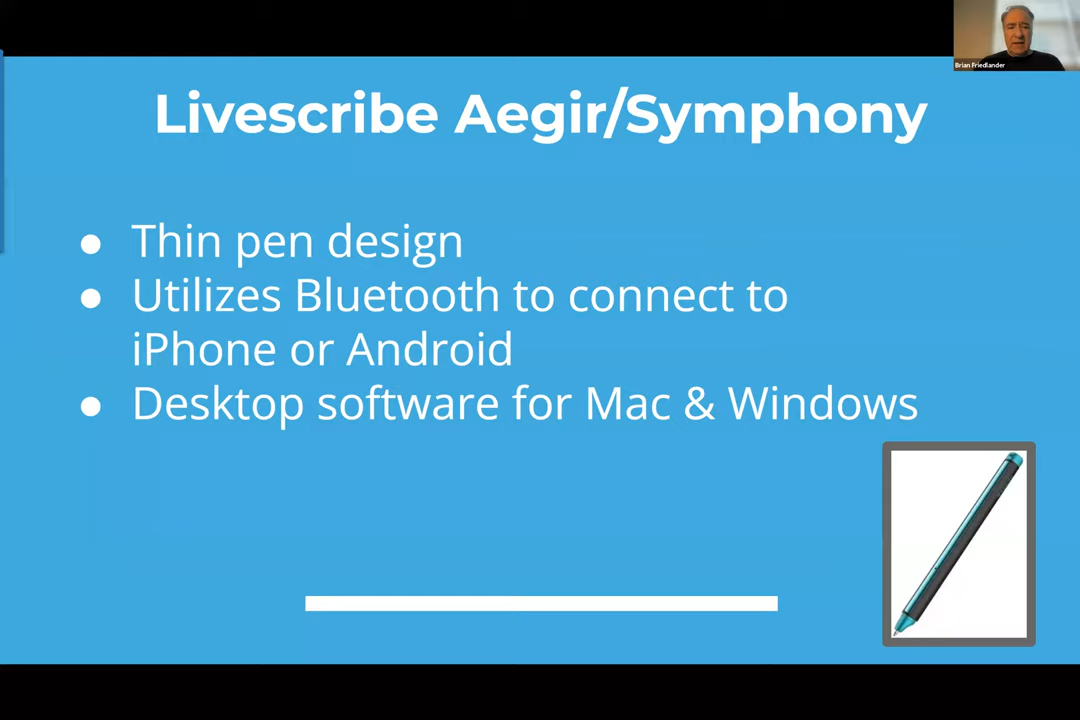 Brian Friedlander
Livescribe Aegir/Symphony
● Thin pen design
● Utilizes Bluetooth to connect to
iPhone or Android
● Desktop software for Mac & Windows